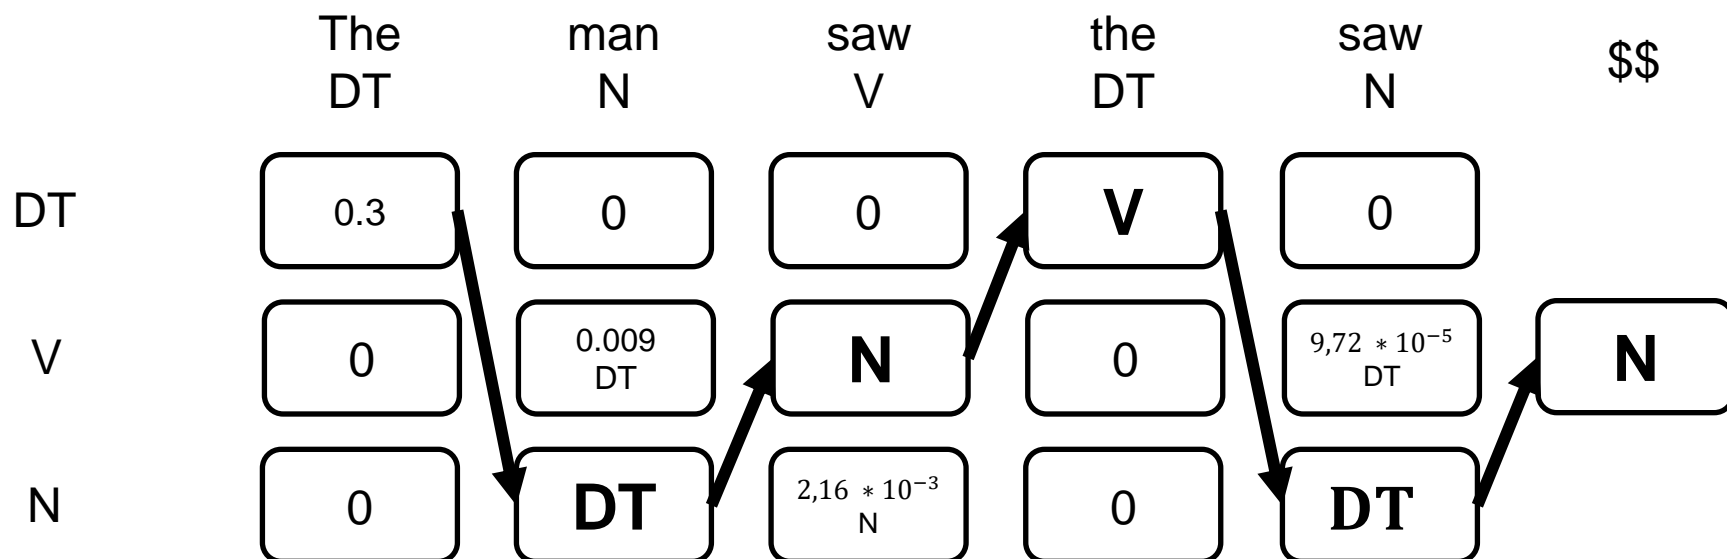 The man saw the saw $$
DT N V DT N
DT 0.3 0 0 V 0
V 0 0.009 DT N 0 9,72 * 10⁻⁵ DT N
N 0 DT 2,16 * 10⁻³ N 0 DT